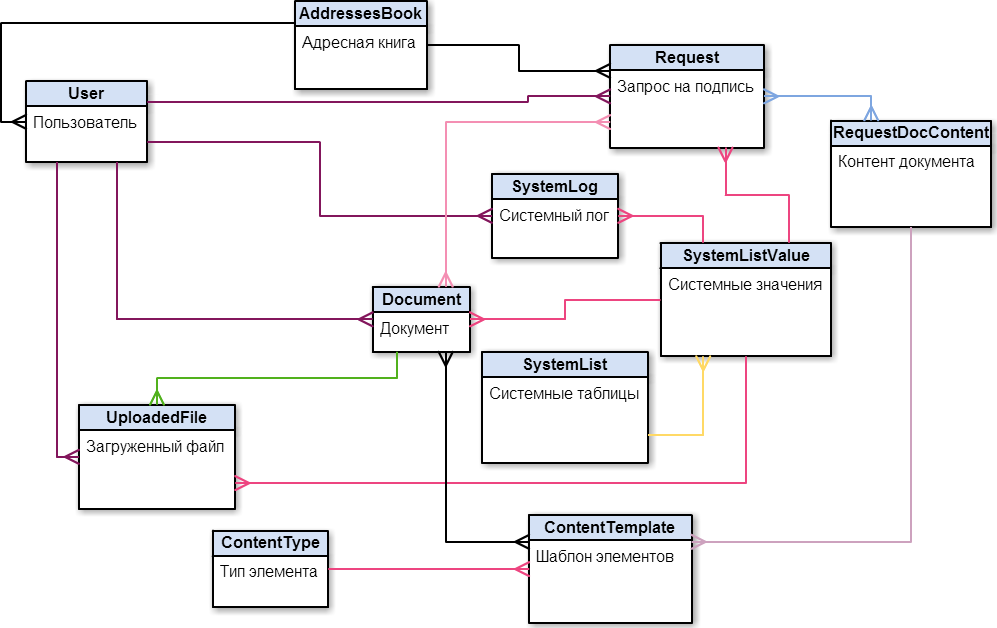 AddressesBook
Адресная книга
Request
Запрос на подпись
User
Пользователь
RequestDocContent
Контент документа
SystemLog
Системный лог
SystemListValue
Системные значения
Document
Документ
SystemList
Системные таблицы
UploadedFile
Загруженный файл
ContentTemplate
Шаблон элементов
ContentType
Тип элемента